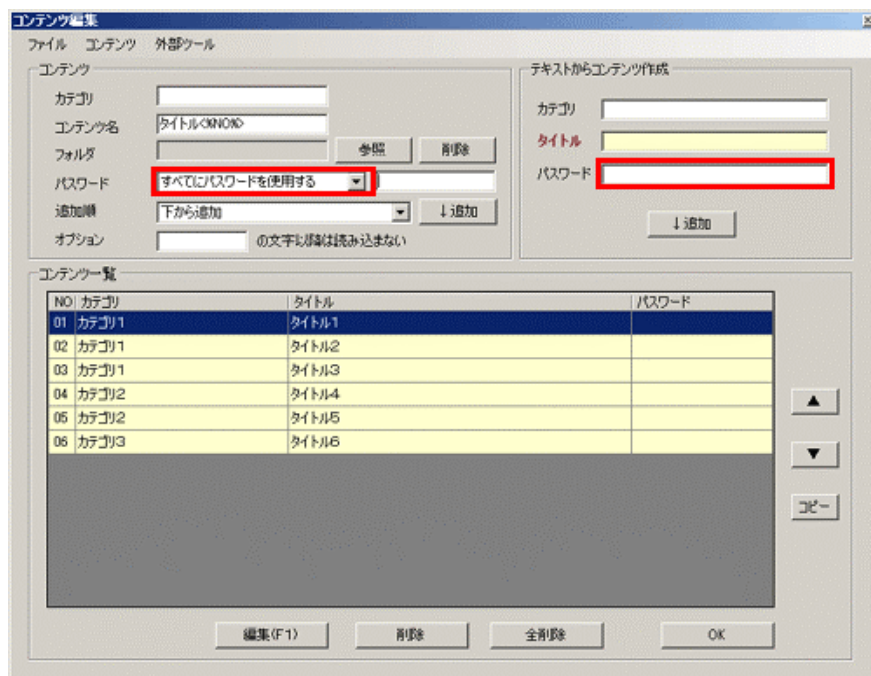 コンテンツ編集
ファイル コンテンツ 外部ツール
コンテンツ
カテゴリ
コンテンツ名 タイトル<%NO%>
フォルダ 参照 削除
パスワード すべてにパスワードを使用する
追加順 下から追加 ↓追加
オプション の文字以降は読み込まない
テキストからコンテンツ作成
カテゴリ
タイトル
パスワード
↓追加
コンテンツ一覧
NO カテゴリ タイトル パスワード
01 カテゴリ1 タイトル1
02 カテゴリ1 タイトル2
03 カテゴリ1 タイトル3
04 カテゴリ2 タイトル4
05 カテゴリ2 タイトル5
06 カテゴリ3 タイトル6
▲
▼
コピー
編集(F1) 削除 全削除 OK